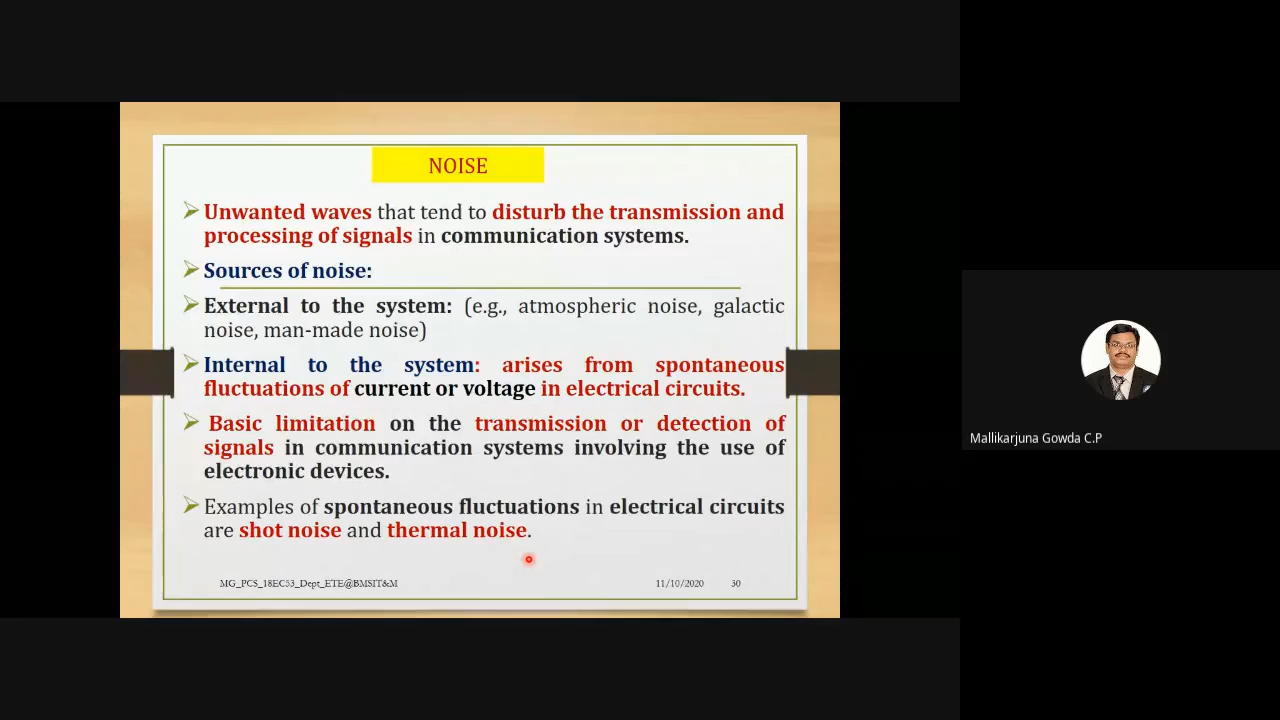 NOISE
Unwanted waves that tend to disturb the transmission and
processing of signals in communication systems.
Sources of noise:
External to the system: (e.g., atmospheric noise, galactic
noise, man-made noise)
Internal to the system: arises from spontaneous
fluctuations of current or voltage in electrical circuits.
Basic limitation on the transmission or detection of
signals in communication systems involving the use of
electronic devices.
Examples of spontaneous fluctuations in electrical circuits
are shot noise and thermal noise.
MG_PCS_18EC53_Dept_ETE@BMSIT&M 11/10/2020 30
Mallikarjuna Gowda C.P